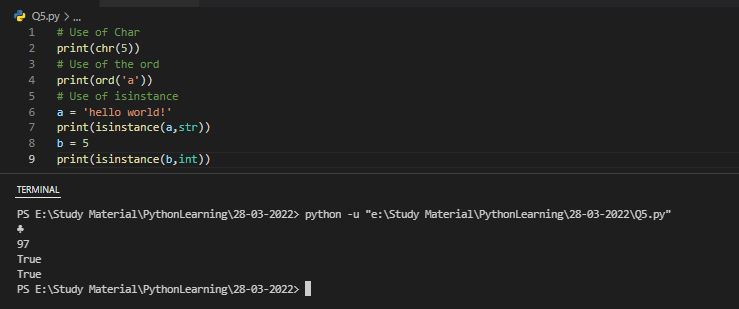 Q5.py > ...
1 # Use of Char
2 print(chr(5))
3 # Use of the ord
4 print(ord('a'))
5 # Use of isinstance
6 a = 'hello world!'
7 print(isinstance(a,str))
8 b = 5
9 print(isinstance(b,int))
TERMINAL
PS E:\Study Material\PythonLearning\28-03-2022> python -u "e:\Study Material\PythonLearning\28-03-2022\Q5.py"
♣
97
True
True
PS E:\Study Material\PythonLearning\28-03-2022>